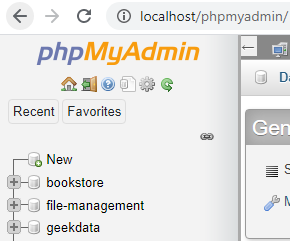 localhost/phpmyadmin/
phpMyAdmin
Recent Favorites
New
bookstore
file-management
geekdata